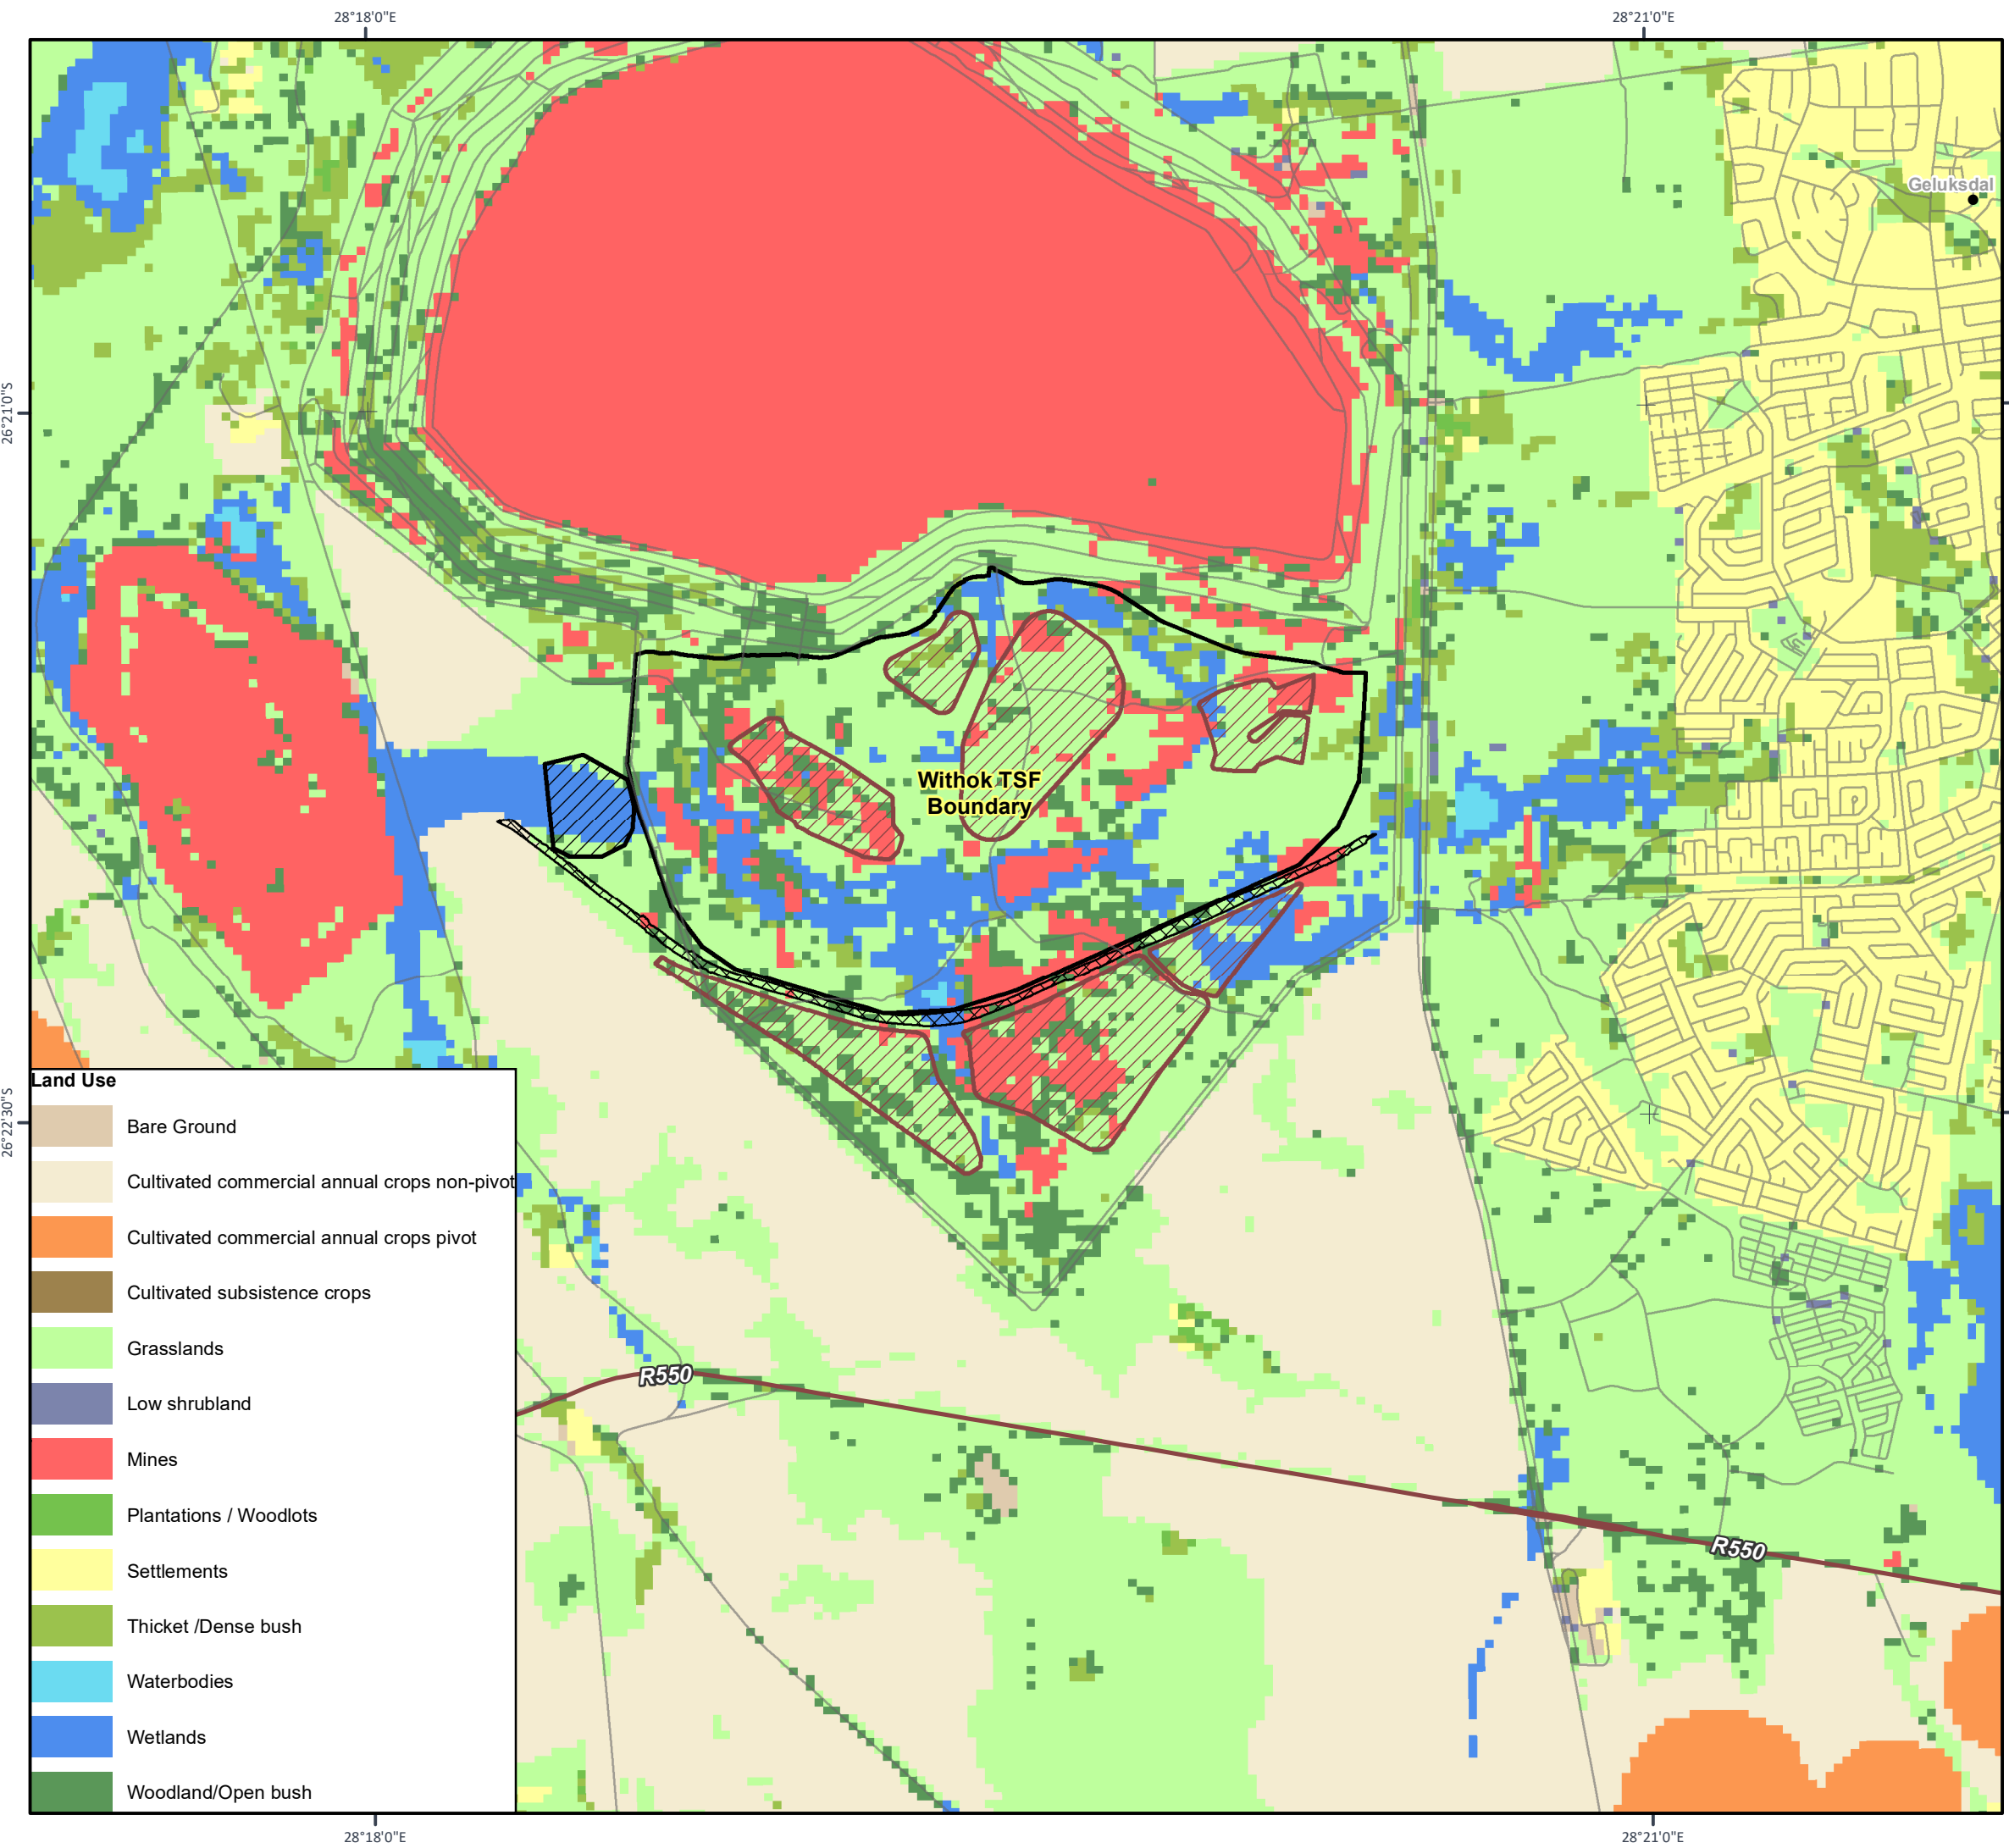 28°18'0"E
28°21'0"E
Geluksdal
26°21'0"S
Withok TSF
Boundary
26°22'30"S
Land Use
Bare Ground
Cultivated commercial annual crops non-pivot
Cultivated commercial annual crops pivot
Cultivated subsistence crops
Grasslands
Low shrubland
Mines
Plantations / Woodlots
Settlements
Thicket /Dense bush
Waterbodies
Wetlands
Woodland/Open bush
R550
R550
28°18'0"E
28°21'0"E